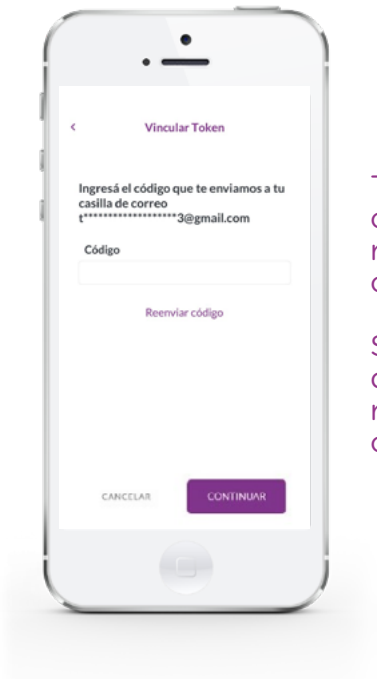 Vincular Token
Ingresá el código que te enviamos a tu
casilla de correo
t*******************3@gmail.com
Código
Reenviar código
CANCELAR
CONTINUAR